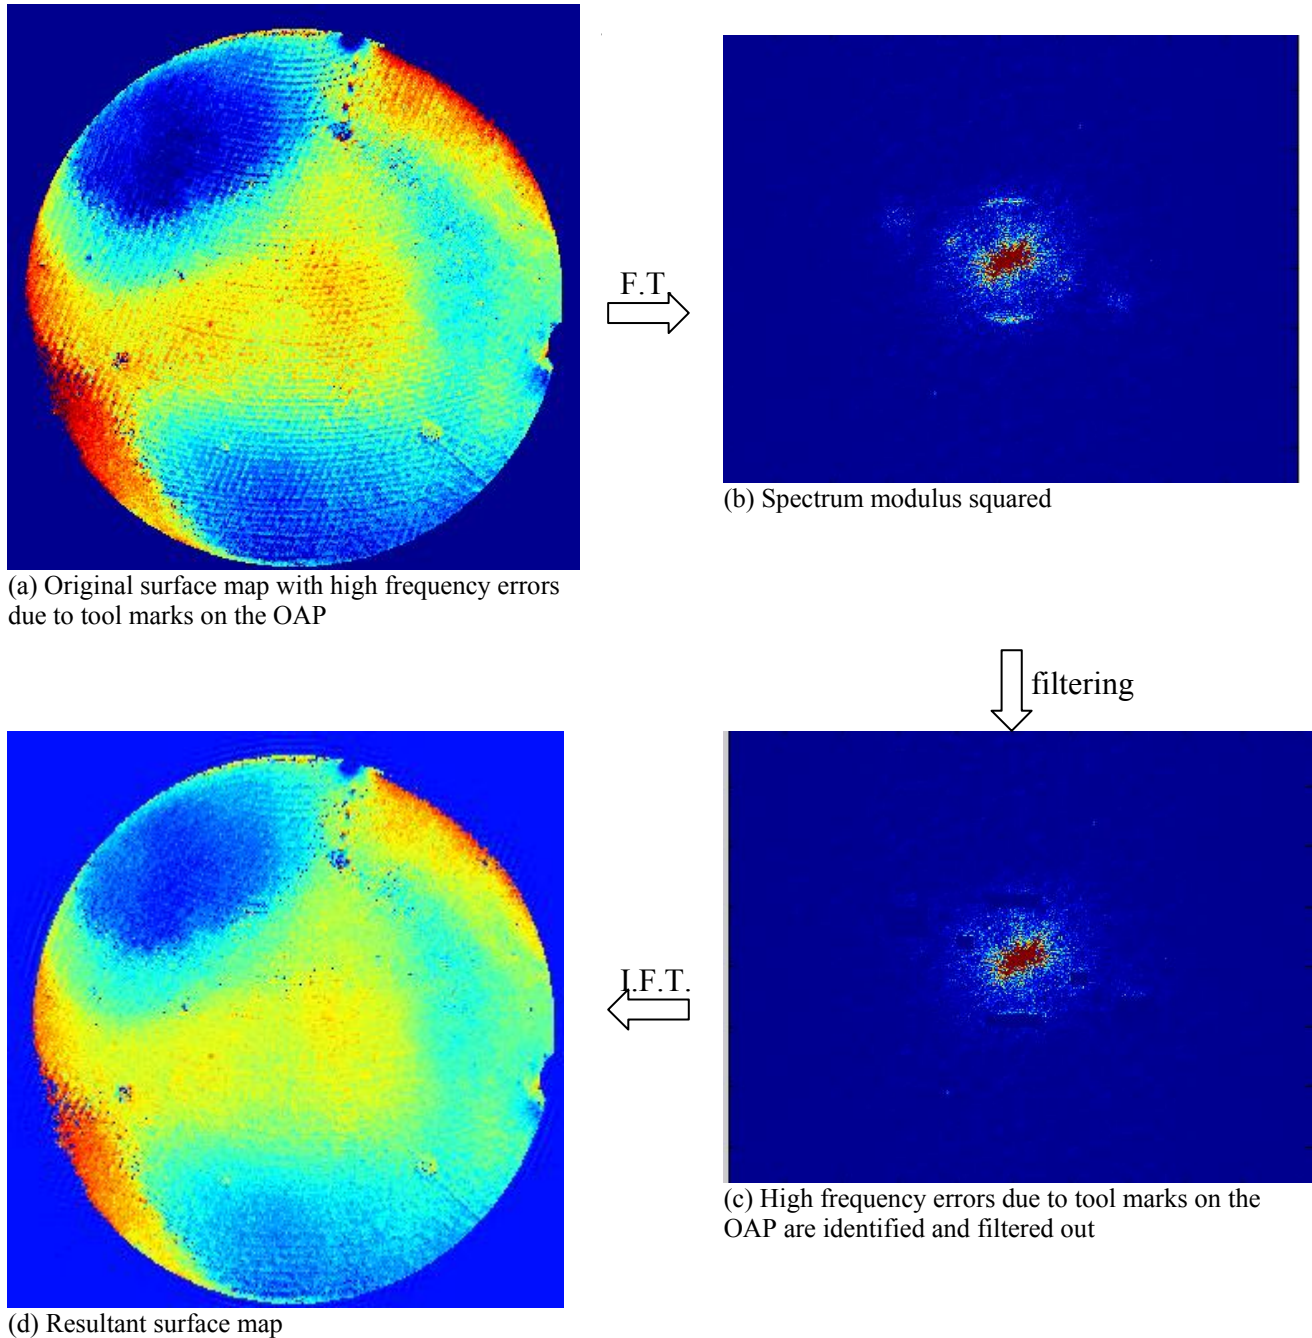 F.T
(b) Spectrum modulus squared
(a) Original surface map with high frequency errors
due to tool marks on the OAP
filtering
I.F.T.
(c) High frequency errors due to tool marks on the
OAP are identified and filtered out
(d) Resultant surface map